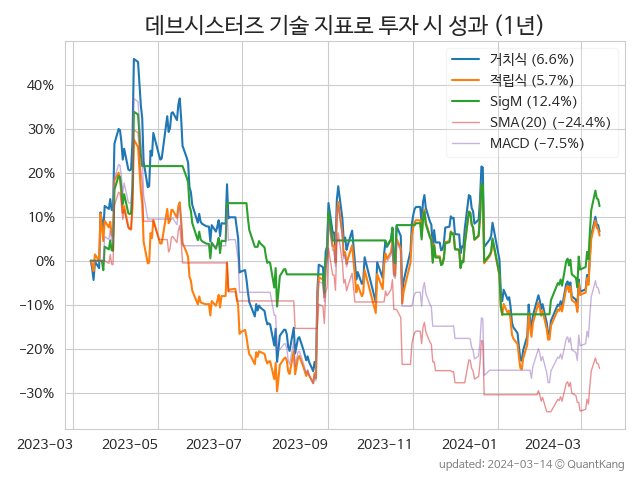 데브시스터즈 기술 지표로 투자 시 성과 (1년)
거치식 (6.6%)
적립식 (5.7%)
SigM (12.4%)
SMA(20) (−24.4%)
MACD (−7.5%)
40%
30%
20%
10%
0%
−10%
−20%
−30%
2023-03 2023-05 2023-07 2023-09 2023-11 2024-01 2024-03
updated: 2024-03-14 © QuantKang